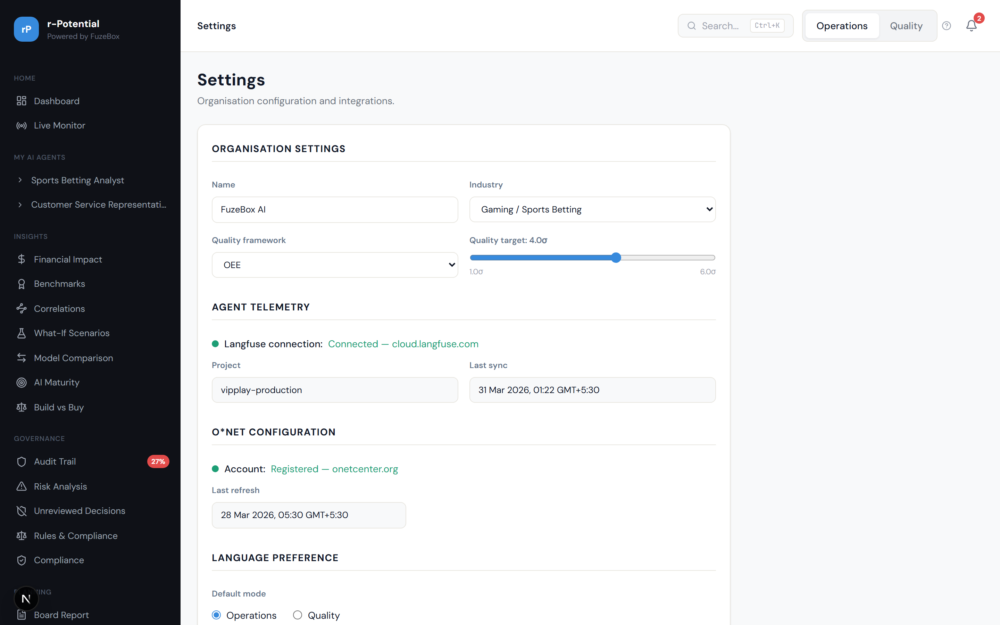 rP
r-Potential
Powered by FuzeBox
HOME
Dashboard
Live Monitor
MY AI AGENTS
Sports Betting Analyst
Customer Service Representati...
INSIGHTS
Financial Impact
Benchmarks
Correlations
What-If Scenarios
Model Comparison
AI Maturity
Build vs Buy
GOVERNANCE
Audit Trail
27%
Risk Analysis
Unreviewed Decisions
Rules & Compliance
Compliance
N
Board Report
Settings
Search...
Ctrl+K
Operations
Quality
2
Settings
Organisation configuration and integrations.
ORGANISATION SETTINGS
Name
Industry
FuzeBox AI
Gaming / Sports Betting
Quality framework
Quality target: 4.0σ
OEE
1.0σ
6.0σ
AGENT TELEMETRY
Langfuse connection: Connected — cloud.langfuse.com
Project
Last sync
vipplay-production
31 Mar 2026, 01:22 GMT+5:30
O*NET CONFIGURATION
Account: Registered — onetcenter.org
Last refresh
28 Mar 2026, 05:30 GMT+5:30
LANGUAGE PREFERENCE
Default mode
Operations
Quality